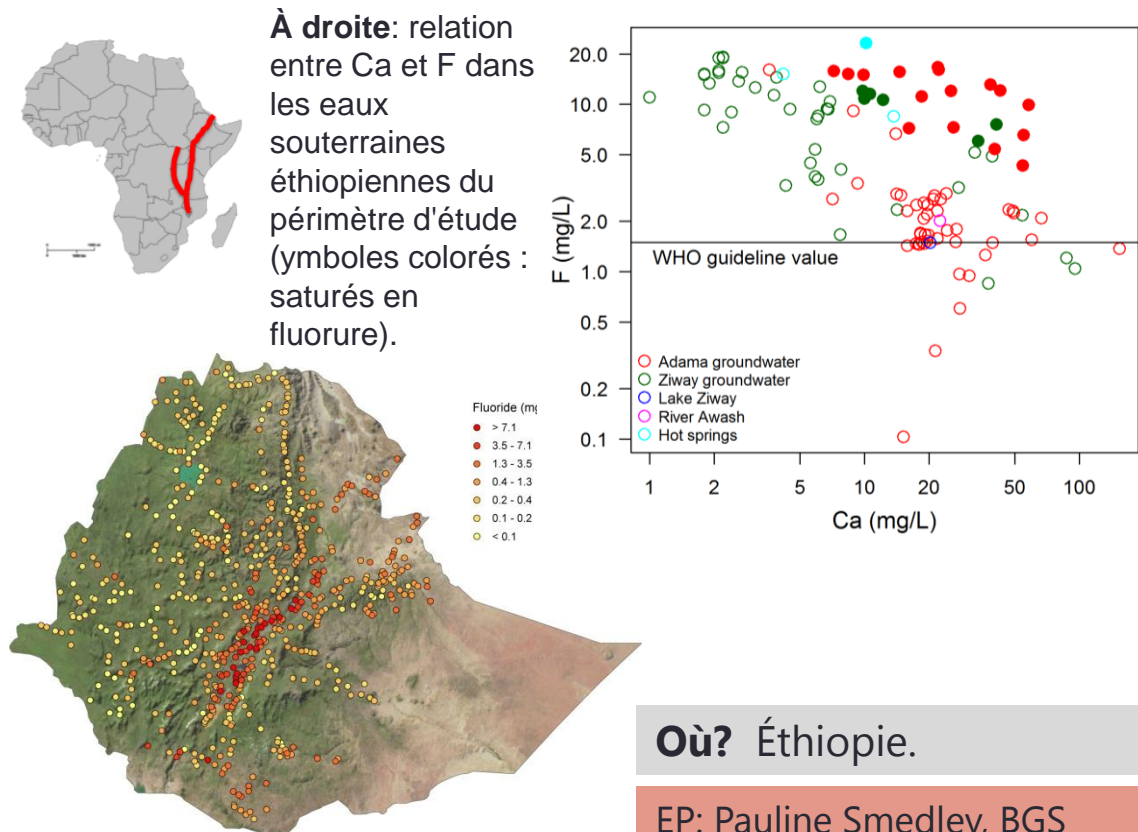 À droite: relation
entre Ca et F dans
les eaux
souterraines
éthiopiennes du
périmètre d'étude
(ymboles colorés :
saturés en
fluorure).
20.0
10.0
5.0
2.0
1.0
0.5
0.2
0.1
F (mg/L)
WHO guideline value
Adama groundwater
Ziway groundwater
Lake Ziway
River Awash
Hot springs
1 2 5 10 20 50 100
Ca (mg/L)
Fluoride (mg
> 7.1
3.5 - 7.1
1.3 - 3.5
0.4 - 1.3
0.2 - 0.4
0.1 - 0.2
< 0.1
Où? Éthiopie.
EP: Pauline Smedley, BGS